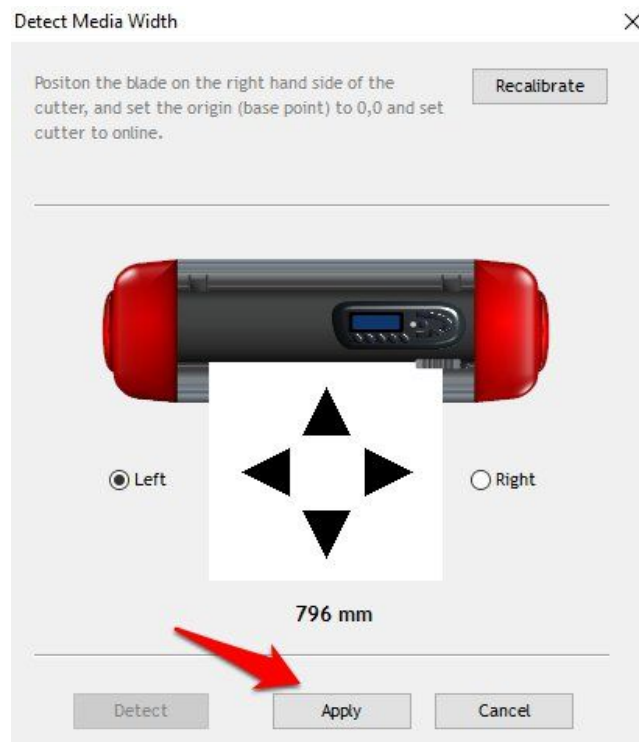 Detect Media Width
Positon the blade on the right hand side of the
cutter, and set the origin (base point) to 0,0 and set
cutter to online.
Recalibrate
Left
Right
796 mm
Detect
Apply
Cancel